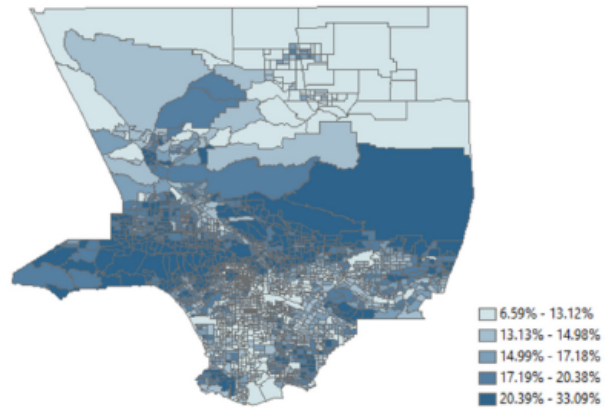 6.59% - 13.12%
13.13% - 14.98%
14.99% - 17.18%
17.19% - 20.38%
20.39% - 33.09%